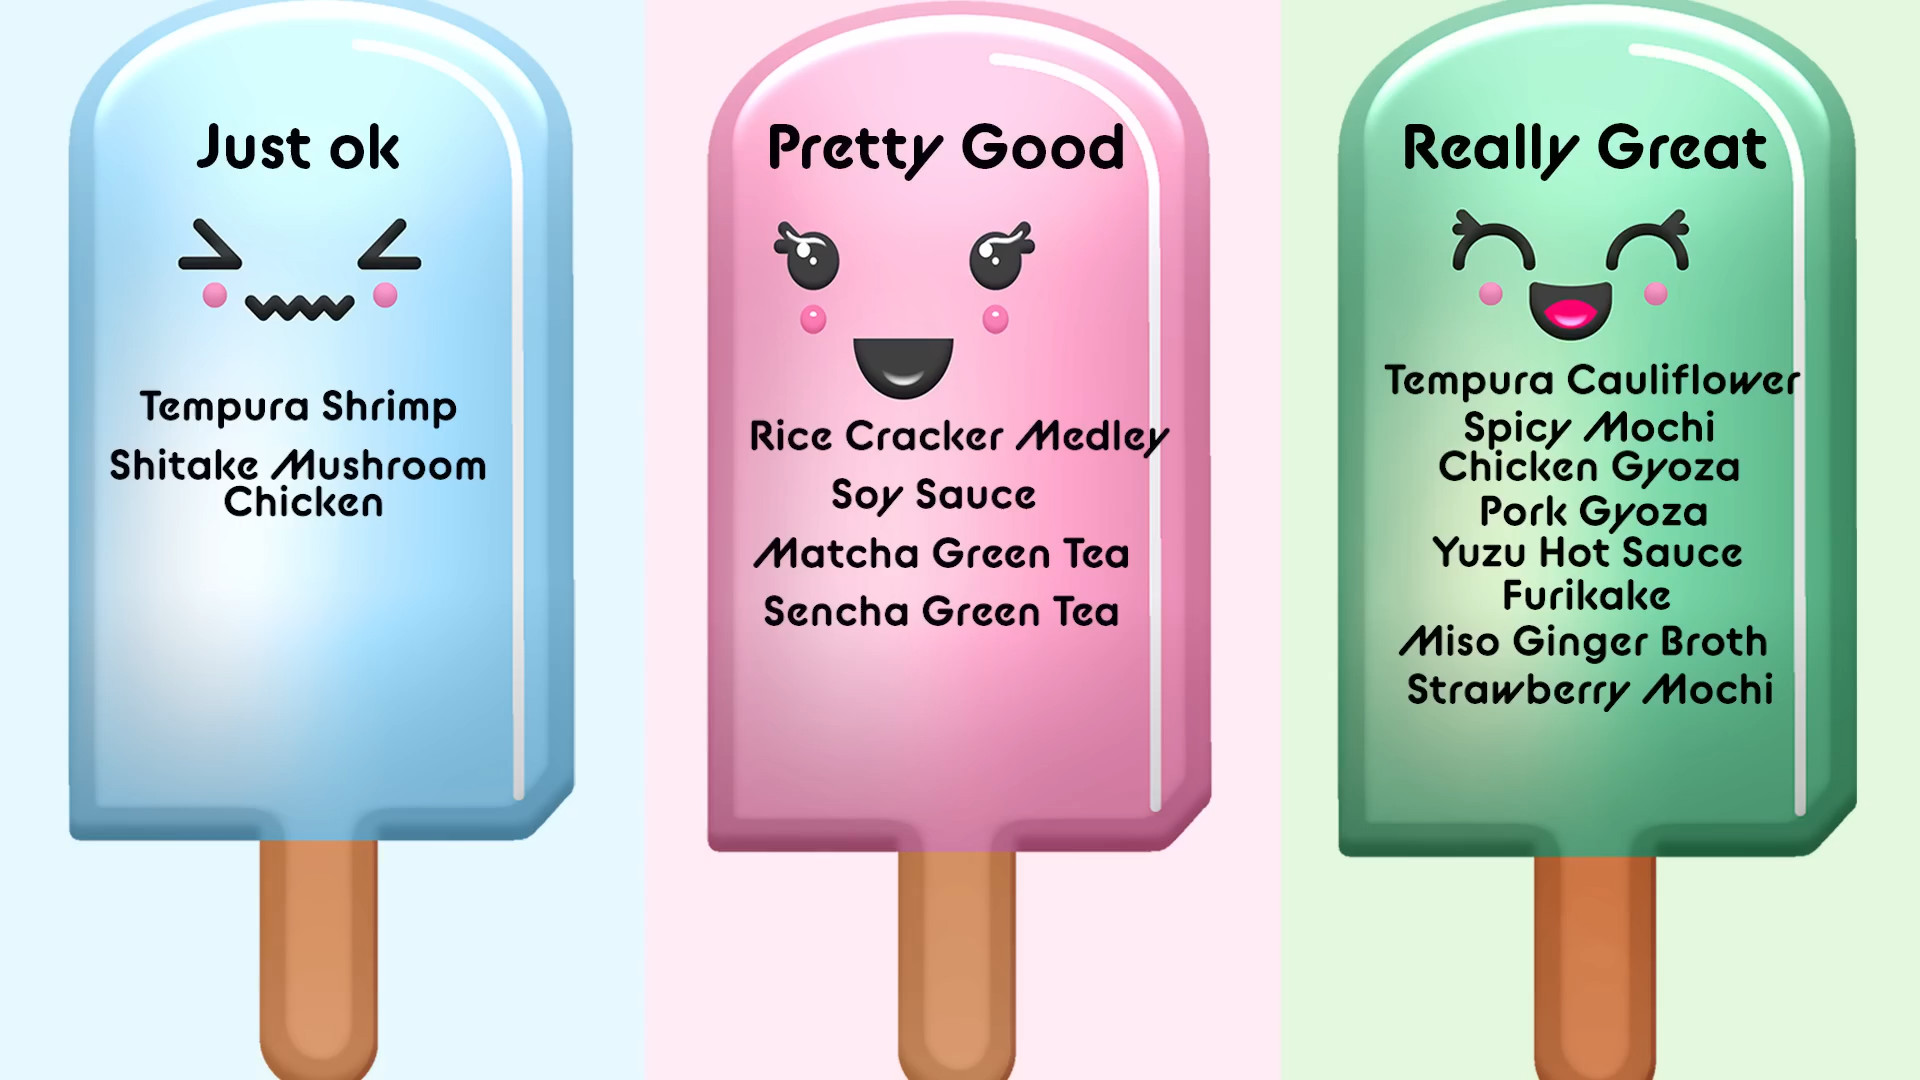 Just ok
Tempura Shrimp
Shitake Mushroom
Chicken
Pretty Good
Rice Cracker Medley
Soy Sauce
Matcha Green Tea
Sencha Green Tea
Really Great
Tempura Cauliflower
Spicy Mochi
Chicken Gyoza
Pork Gyoza
Yuzu Hot Sauce
Furikake
Miso Ginger Broth
Strawberry Mochi